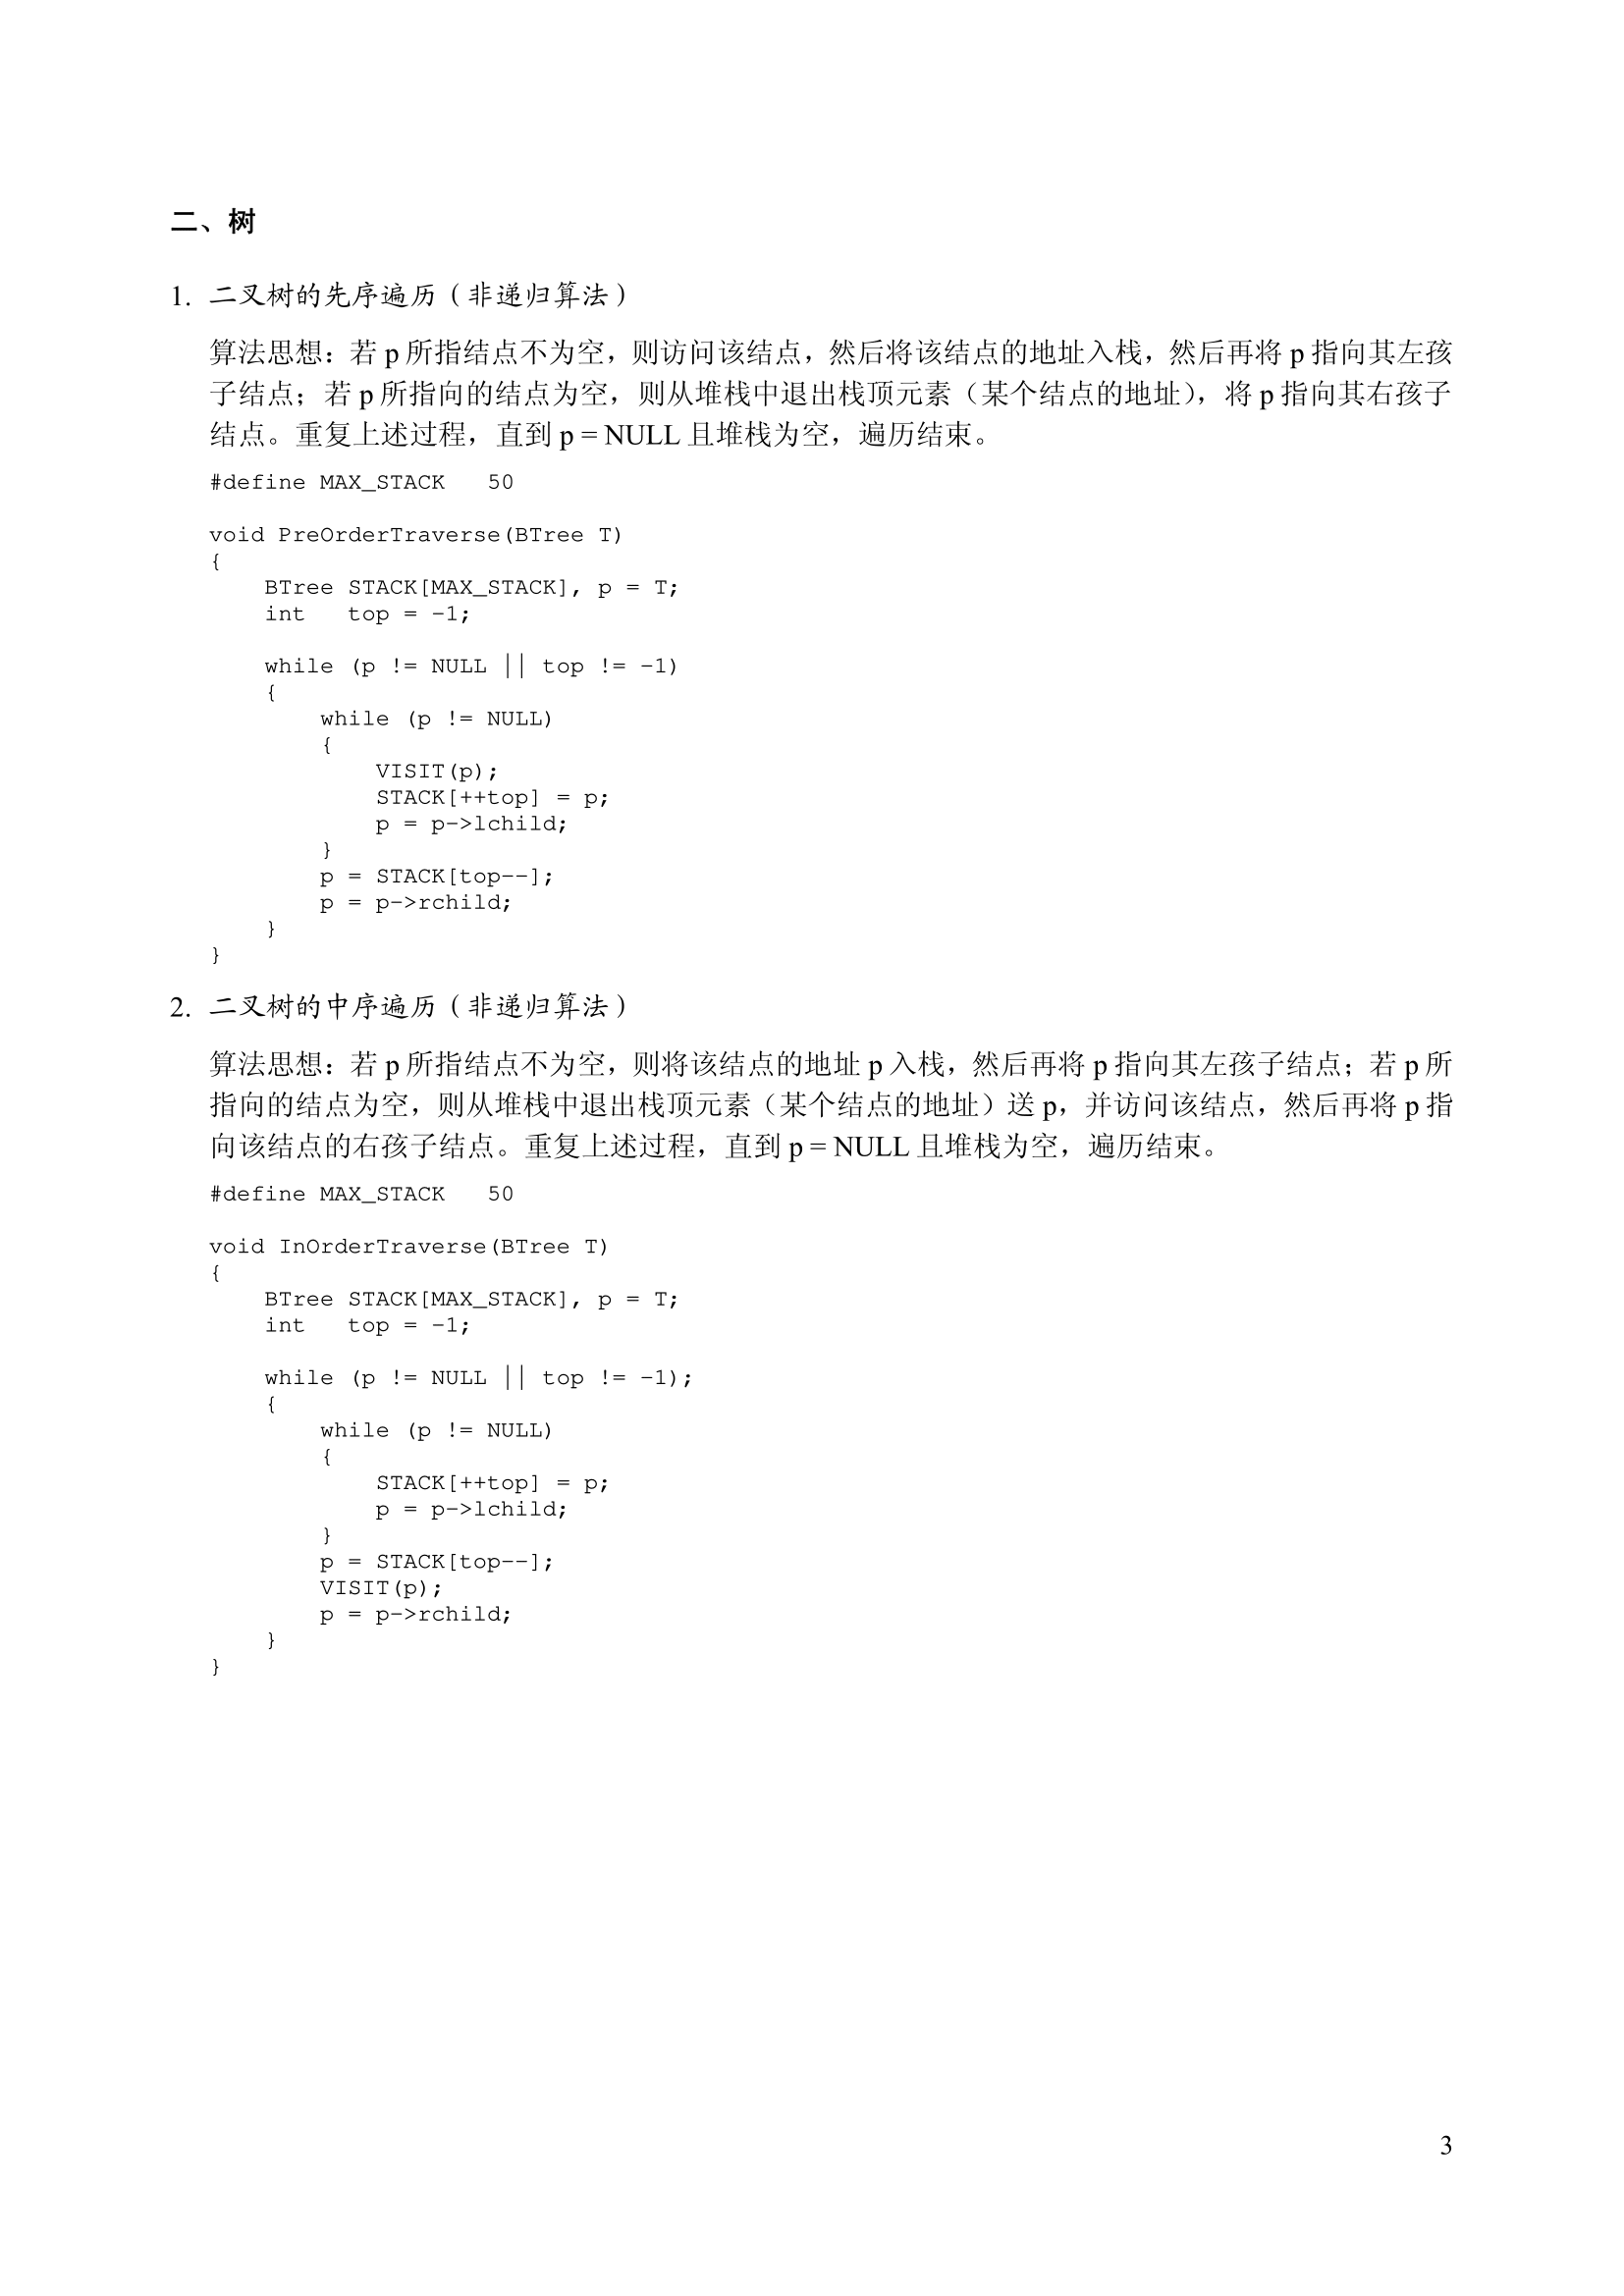 二、树
1. 二叉树的先序遍历（非递归算法）
算法思想：若 p 所指结点不为空，则访问该结点，然后将该结点的地址入栈，然后再将 p 指向其左孩
子结点；若 p 所指向的结点为空，则从堆栈中退出栈顶元素（某个结点的地址），将 p 指向其右孩子
结点。重复上述过程，直到 p = NULL 且堆栈为空，遍历结束。
#define MAX_STACK   50
void PreOrderTraverse(BTree T)
{
    BTree STACK[MAX_STACK], p = T;
    int   top = -1;
    while (p != NULL || top != -1)
    {
        while (p != NULL)
        {
            VISIT(p);
            STACK[++top] = p;
            p = p->lchild;
        }
        p = STACK[top--];
        p = p->rchild;
    }
}
2. 二叉树的中序遍历（非递归算法）
算法思想：若 p 所指结点不为空，则将该结点的地址 p 入栈，然后再将 p 指向其左孩子结点；若 p 所
指向的结点为空，则从堆栈中退出栈顶元素（某个结点的地址）送 p，并访问该结点，然后再将 p 指
向该结点的右孩子结点。重复上述过程，直到 p = NULL 且堆栈为空，遍历结束。
#define MAX_STACK   50
void InOrderTraverse(BTree T)
{
    BTree STACK[MAX_STACK], p = T;
    int   top = -1;
    while (p != NULL || top != -1);
    {
        while (p != NULL)
        {
            STACK[++top] = p;
            p = p->lchild;
        }
        p = STACK[top--];
        VISIT(p);
        p = p->rchild;
    }
}
3